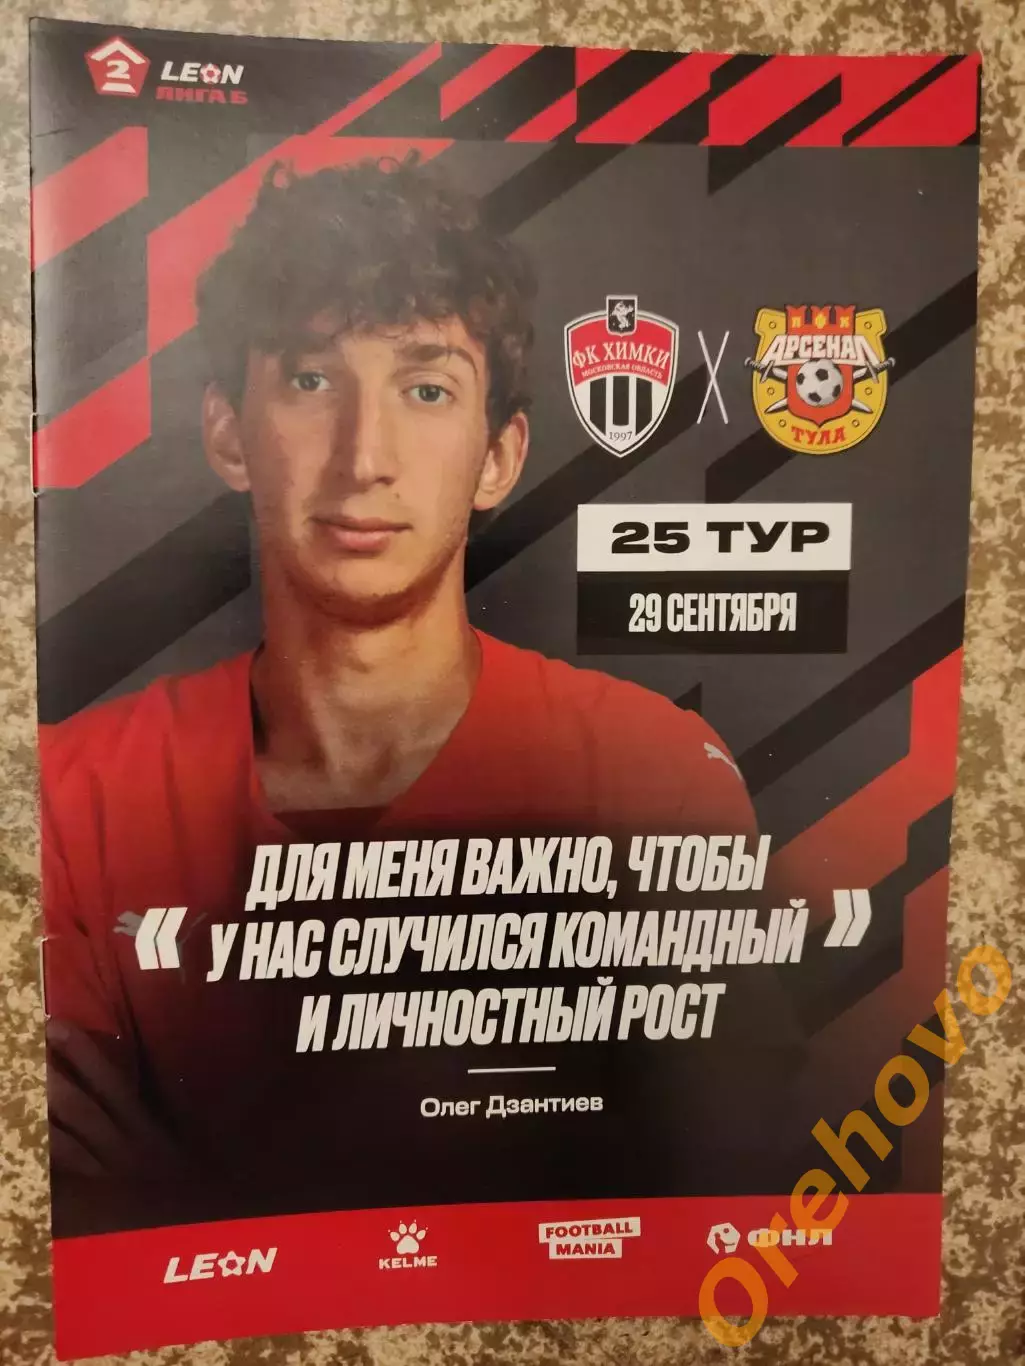 2 LEON
ЛИГА Б
ФК ХИМКИ
МОСКОВСКАЯ ОБЛАСТЬ
1997
X
ПФК
АРСЕНАЛ
ТУЛА
25 ТУР
29 СЕНТЯБРЯ
ДЛЯ МЕНЯ ВАЖНО, ЧТОБЫ
« У НАС СЛУЧИЛСЯ КОМАНДНЫЙ »
И ЛИЧНОСТНЫЙ РОСТ
Олег Дзантиев
LEON
KELME
FOOTBALL
MANIA
ФНЛ
Orehovo